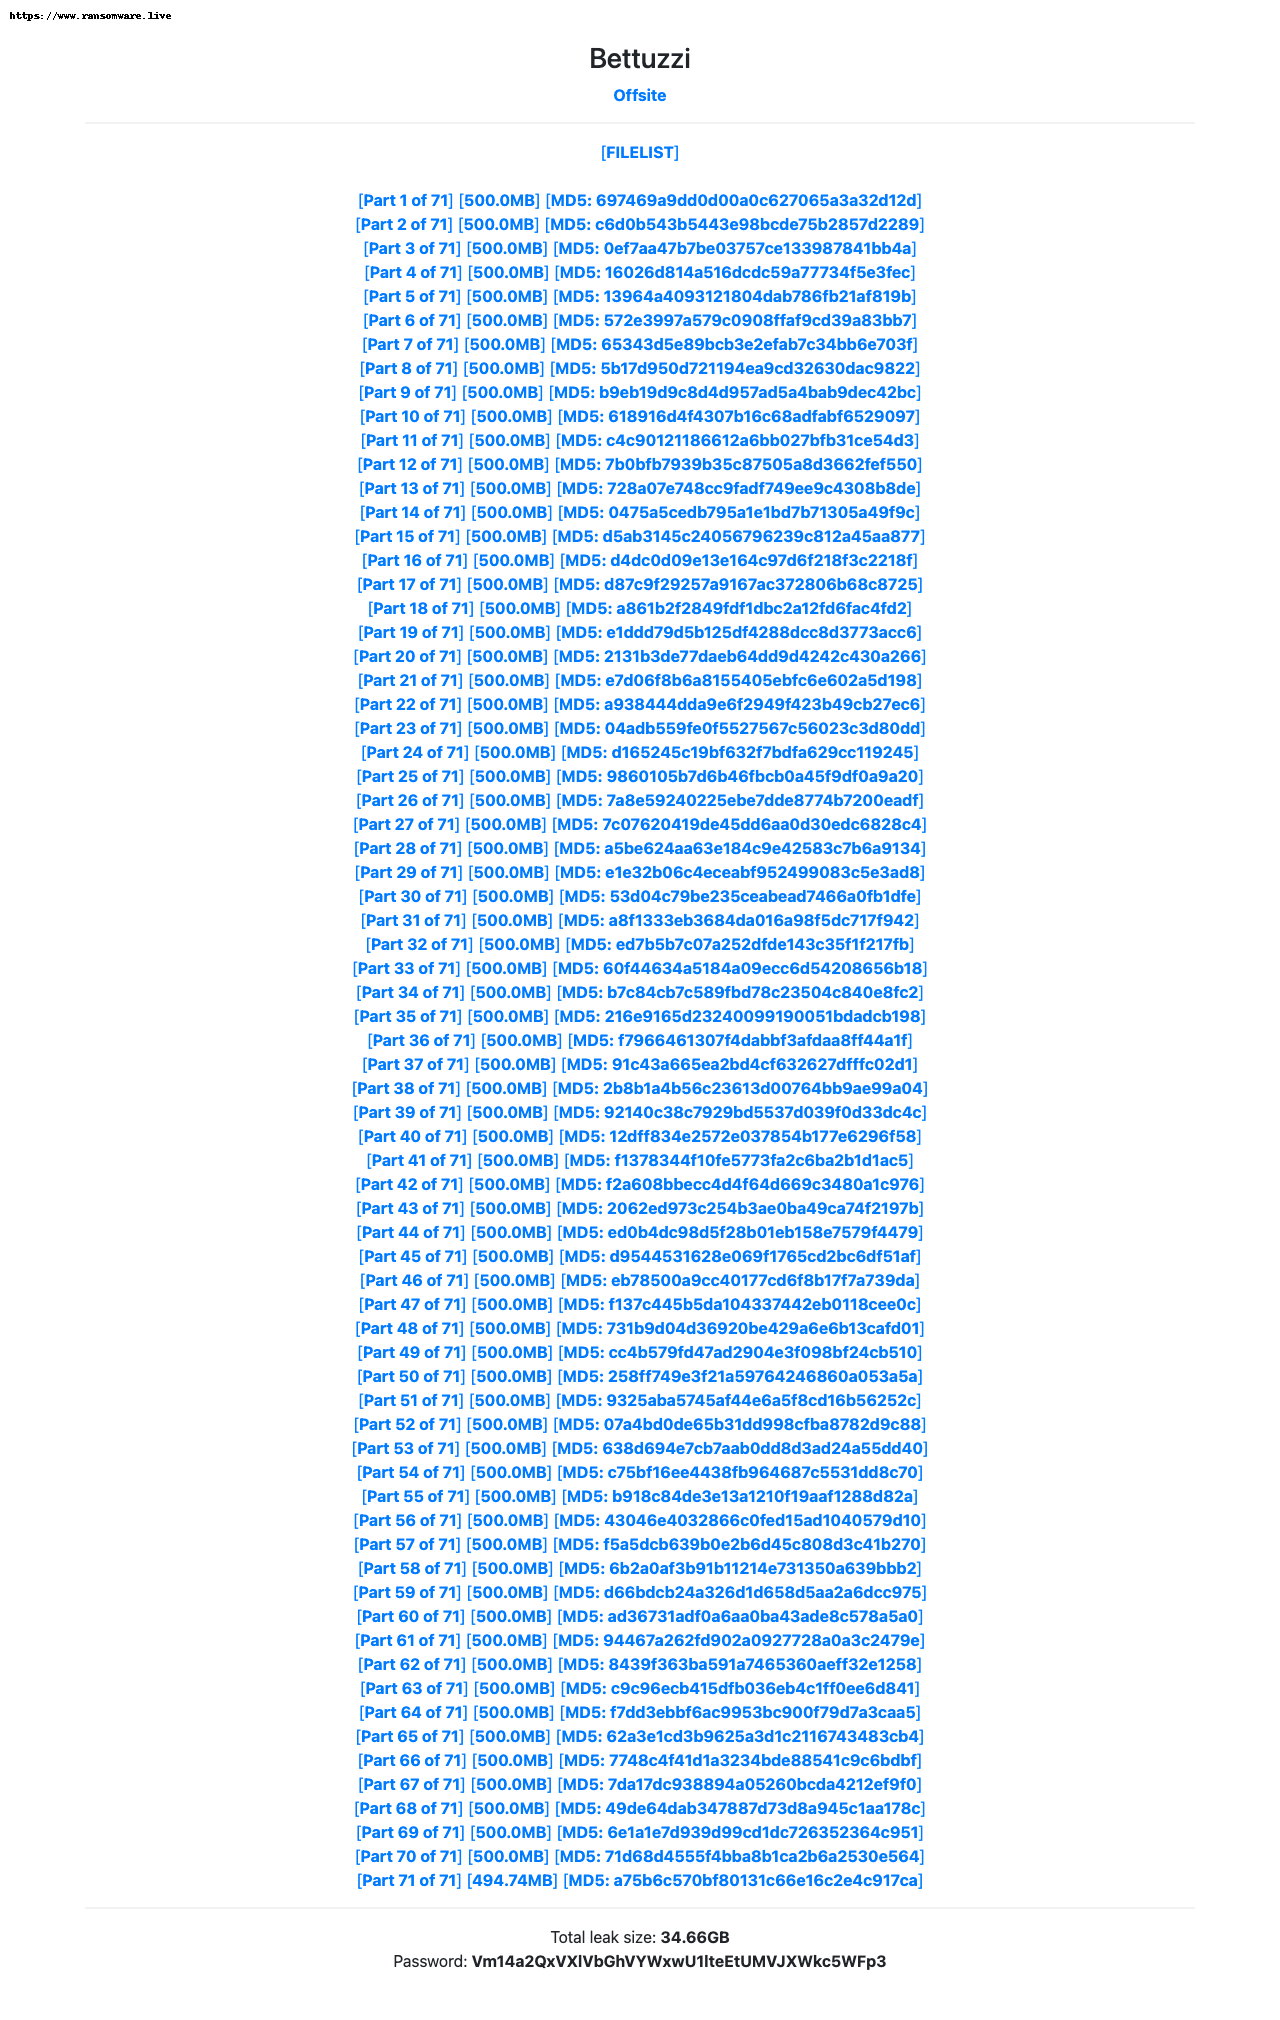 https://www.ransomware.live
Bettuzzi
Offsite
[FILELIST]
[Part 1 of 71] [500.0MB] [MD5: 697469a9dd0d00a0c627065a3a32d12d]
[Part 2 of 71] [500.0MB] [MD5: c6d0b543b5443e98bcde75b2857d2289]
[Part 3 of 71] [500.0MB] [MD5: 0ef7aa47b7be03757ce133987841bb4a]
[Part 4 of 71] [500.0MB] [MD5: 16026d814a516dcdc59a77734f5e3fec]
[Part 5 of 71] [500.0MB] [MD5: 13964a4093121804dab786fb21af819b]
[Part 6 of 71] [500.0MB] [MD5: 572e3997a579c0908ffaf9cd39a83bb7]
[Part 7 of 71] [500.0MB] [MD5: 65343d5e89bcb3e2efab7c34bb6e703f]
[Part 8 of 71] [500.0MB] [MD5: 5b17d950d721194ea9cd32630dac9822]
[Part 9 of 71] [500.0MB] [MD5: b9eb19d9c8d4d957ad5a4bab9dec42bc]
[Part 10 of 71] [500.0MB] [MD5: 618916d4f4307b16c68adfabf6529097]
[Part 11 of 71] [500.0MB] [MD5: c4c90121186612a6bb027bfb31ce54d3]
[Part 12 of 71] [500.0MB] [MD5: 7b0bfb7939b35c87505a8d3662fef550]
[Part 13 of 71] [500.0MB] [MD5: 728a07e748cc9fadf749ee9c4308b8de]
[Part 14 of 71] [500.0MB] [MD5: 0475a5cedb795a1e1bd7b71305a49f9c]
[Part 15 of 71] [500.0MB] [MD5: d5ab3145c24056796239c812a45aa877]
[Part 16 of 71] [500.0MB] [MD5: d4dc0d09e13e164c97d6f218f3c2218f]
[Part 17 of 71] [500.0MB] [MD5: d87c9f29257a9167ac372806b68c8725]
[Part 18 of 71] [500.0MB] [MD5: a861b2f2849fdf1dbc2a12fd6fac4fd2]
[Part 19 of 71] [500.0MB] [MD5: e1ddd79d5b125df4288dcc8d3773acc6]
[Part 20 of 71] [500.0MB] [MD5: 2131b3de77daeb64dd9d4242c430a266]
[Part 21 of 71] [500.0MB] [MD5: e7d06f8b6a8155405ebfc6e602a5d198]
[Part 22 of 71] [500.0MB] [MD5: a938444dda9e6f2949f423b49cb27ec6]
[Part 23 of 71] [500.0MB] [MD5: 04adb559fe0f5527567c56023c3d80dd]
[Part 24 of 71] [500.0MB] [MD5: d165245c19bf632f7bdfa629cc119245]
[Part 25 of 71] [500.0MB] [MD5: 9860105b7d6b46fbcb0a45f9df0a9a20]
[Part 26 of 71] [500.0MB] [MD5: 7a8e59240225ebe7dde8774b7200eadf]
[Part 27 of 71] [500.0MB] [MD5: 7c07620419de45dd6aa0d30edc6828c4]
[Part 28 of 71] [500.0MB] [MD5: a5be624aa63e184c9e42583c7b6a9134]
[Part 29 of 71] [500.0MB] [MD5: e1e32b06c4eceabf952499083c5e3ad8]
[Part 30 of 71] [500.0MB] [MD5: 53d04c79be235ceabead7466a0fb1dfe]
[Part 31 of 71] [500.0MB] [MD5: a8f1333eb3684da016a98f5dc717f942]
[Part 32 of 71] [500.0MB] [MD5: ed7b5b7c07a252dfde143c35f1f217fb]
[Part 33 of 71] [500.0MB] [MD5: 60f44634a5184a09ecc6d54208656b18]
[Part 34 of 71] [500.0MB] [MD5: b7c84cb7c589fbd78c23504c840e8fc2]
[Part 35 of 71] [500.0MB] [MD5: 216e9165d23240099190051bdadcb198]
[Part 36 of 71] [500.0MB] [MD5: f7966461307f4dabbf3afdaa8ff44a1f]
[Part 37 of 71] [500.0MB] [MD5: 91c43a665ea2bd4cf632627dfffc02d1]
[Part 38 of 71] [500.0MB] [MD5: 2b8b1a4b56c23613d00764bb9ae99a04]
[Part 39 of 71] [500.0MB] [MD5: 92140c38c7929bd5537d039f0d33dc4c]
[Part 40 of 71] [500.0MB] [MD5: 12dff834e2572e037854b177e6296f58]
[Part 41 of 71] [500.0MB] [MD5: f1378344f10fe5773fa2c6ba2b1d1ac5]
[Part 42 of 71] [500.0MB] [MD5: f2a608bbecc4d4f64d669c3480a1c976]
[Part 43 of 71] [500.0MB] [MD5: 2062ed973c254b3ae0ba49ca74f2197b]
[Part 44 of 71] [500.0MB] [MD5: ed0b4dc98d5f28b01eb158e7579f4479]
[Part 45 of 71] [500.0MB] [MD5: d9544531628e069f1765cd2bc6df51af]
[Part 46 of 71] [500.0MB] [MD5: eb78500a9cc40177cd6f8b17f7a739da]
[Part 47 of 71] [500.0MB] [MD5: f137c445b5da104337442eb0118cee0c]
[Part 48 of 71] [500.0MB] [MD5: 731b9d04d36920be429a6e6b13cafd01]
[Part 49 of 71] [500.0MB] [MD5: cc4b579fd47ad2904e3f098bf24cb510]
[Part 50 of 71] [500.0MB] [MD5: 258ff749e3f21a59764246860a053a5a]
[Part 51 of 71] [500.0MB] [MD5: 9325aba5745af44e6a5f8cd16b56252c]
[Part 52 of 71] [500.0MB] [MD5: 07a4bd0de65b31dd998cfba8782d9c88]
[Part 53 of 71] [500.0MB] [MD5: 638d694e7cb7aab0dd8d3ad24a55dd40]
[Part 54 of 71] [500.0MB] [MD5: c75bf16ee4438fb964687c5531dd8c70]
[Part 55 of 71] [500.0MB] [MD5: b918c84de3e13a1210f19aaf1288d82a]
[Part 56 of 71] [500.0MB] [MD5: 43046e4032866c0fed15ad1040579d10]
[Part 57 of 71] [500.0MB] [MD5: f5a5dcb639b0e2b6d45c808d3c41b270]
[Part 58 of 71] [500.0MB] [MD5: 6b2a0af3b91b11214e731350a639bbb2]
[Part 59 of 71] [500.0MB] [MD5: d66bdcb24a326d1d658d5aa2a6dcc975]
[Part 60 of 71] [500.0MB] [MD5: ad36731adf0a6aa0ba43ade8c578a5a0]
[Part 61 of 71] [500.0MB] [MD5: 94467a262fd902a0927728a0a3c2479e]
[Part 62 of 71] [500.0MB] [MD5: 8439f363ba591a7465360aeff32e1258]
[Part 63 of 71] [500.0MB] [MD5: c9c96ecb415dfb036eb4c1ff0ee6d841]
[Part 64 of 71] [500.0MB] [MD5: f7dd3ebbf6ac9953bc900f79d7a3caa5]
[Part 65 of 71] [500.0MB] [MD5: 62a3e1cd3b9625a3d1c2116743483cb4]
[Part 66 of 71] [500.0MB] [MD5: 7748c4f41d1a3234bde88541c9c6bdbf]
[Part 67 of 71] [500.0MB] [MD5: 7da17dc938894a05260bcda4212ef9f0]
[Part 68 of 71] [500.0MB] [MD5: 49de64dab347887d73d8a945c1aa178c]
[Part 69 of 71] [500.0MB] [MD5: 6e1a1e7d939d99cd1dc726352364c951]
[Part 70 of 71] [500.0MB] [MD5: 71d68d4555f4bba8b1ca2b6a2530e564]
[Part 71 of 71] [494.74MB] [MD5: a75b6c570bf80131c66e16c2e4c917ca]
Total leak size: 34.66GB
Password: Vm14a2QxVXlVbGhVYWxwU1lteEtUMVJXWkc5WFp3